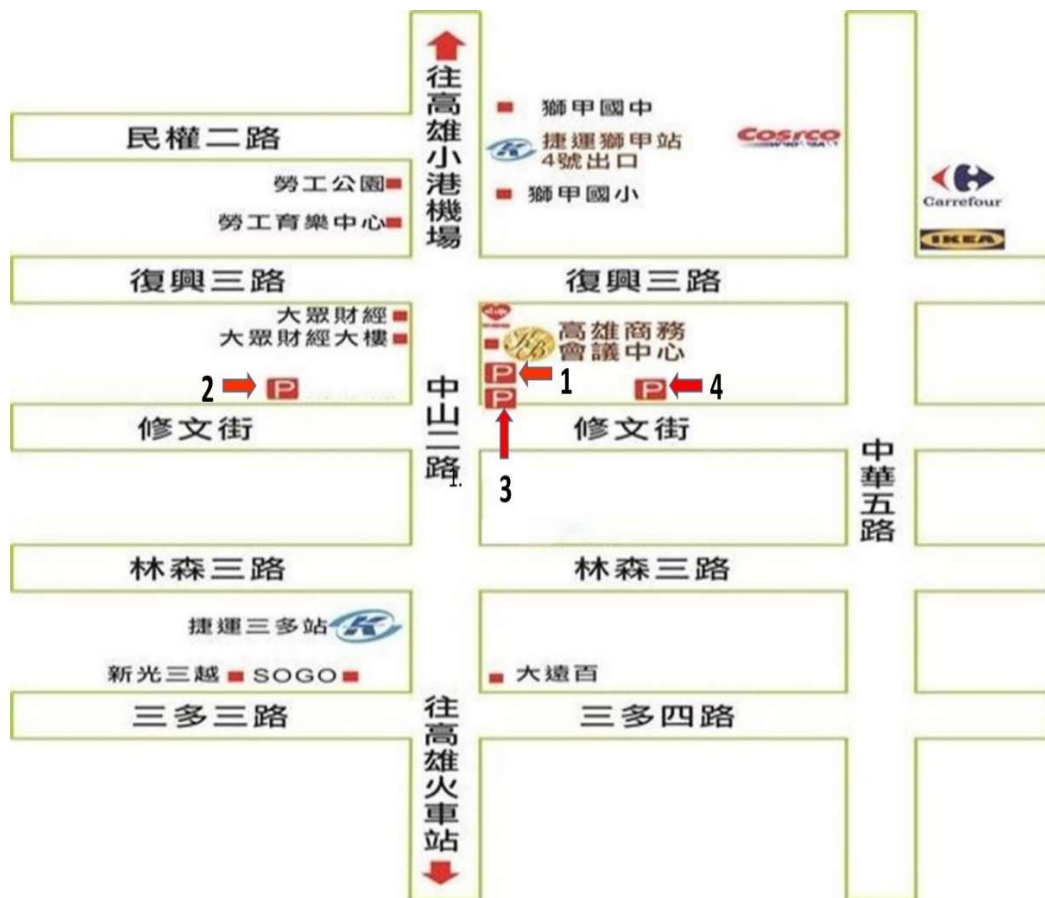 往高雄小港機場
民權二路
獅甲國中
捷運獅甲站
4號出口
獅甲國小
COSTCO
WHOLESALE
勞工公園
勞工育樂中心
Carrefour
IKEA
復興三路
復興三路
大眾財經
大眾財經大樓
KB
高雄商務
會議中心
P
1
2
P
P
P
4
3
中山二路
1.
修文街
修文街
中華五路
林森三路
林森三路
捷運三多站
K
新光三越
SOGO
大遠百
三多三路
三多四路
往高雄火車站